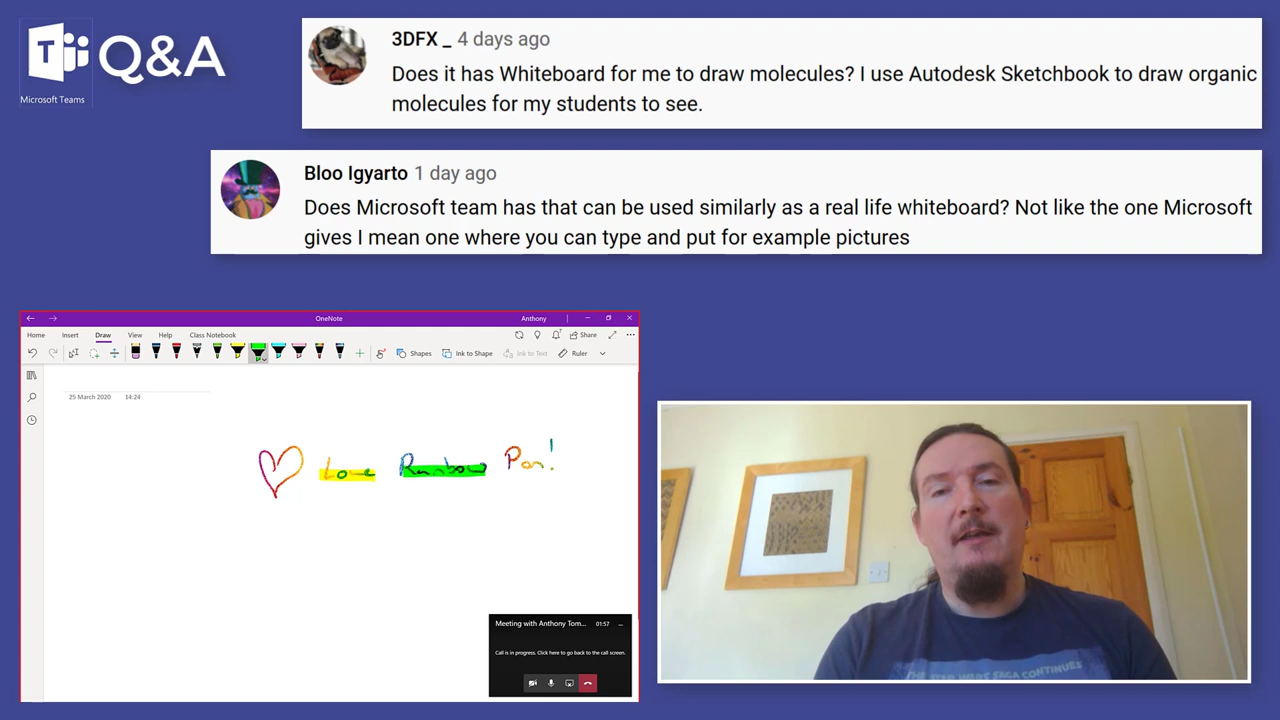 Q&A
Microsoft Teams
3DFX _ 4 days ago
Does it has Whiteboard for me to draw molecules? I use Autodesk Sketchbook to draw organic
molecules for my students to see.
Bloo Igyarto 1 day ago
Does Microsoft team has that can be used similarly as a real life whiteboard? Not like the one Microsoft
gives I mean one where you can type and put for example pictures
OneNote
Anthony
Home Insert Draw View Help Class Notebook
Share
Shapes Ink to Shape Ink to Text Ruler
25 March 2020 14:24
Love Rainbow Pen!
Meeting with Anthony Tom... 01:57 ...
Call is in progress. Click here to go back to the call screen.
THE STAR WARS SAGA CONTINUES